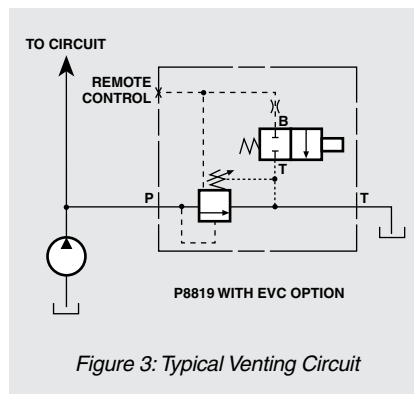 TO CIRCUIT
REMOTE
CONTROL
B
T
P
T
P8819 WITH EVC OPTION
Figure 3: Typical Venting Circuit